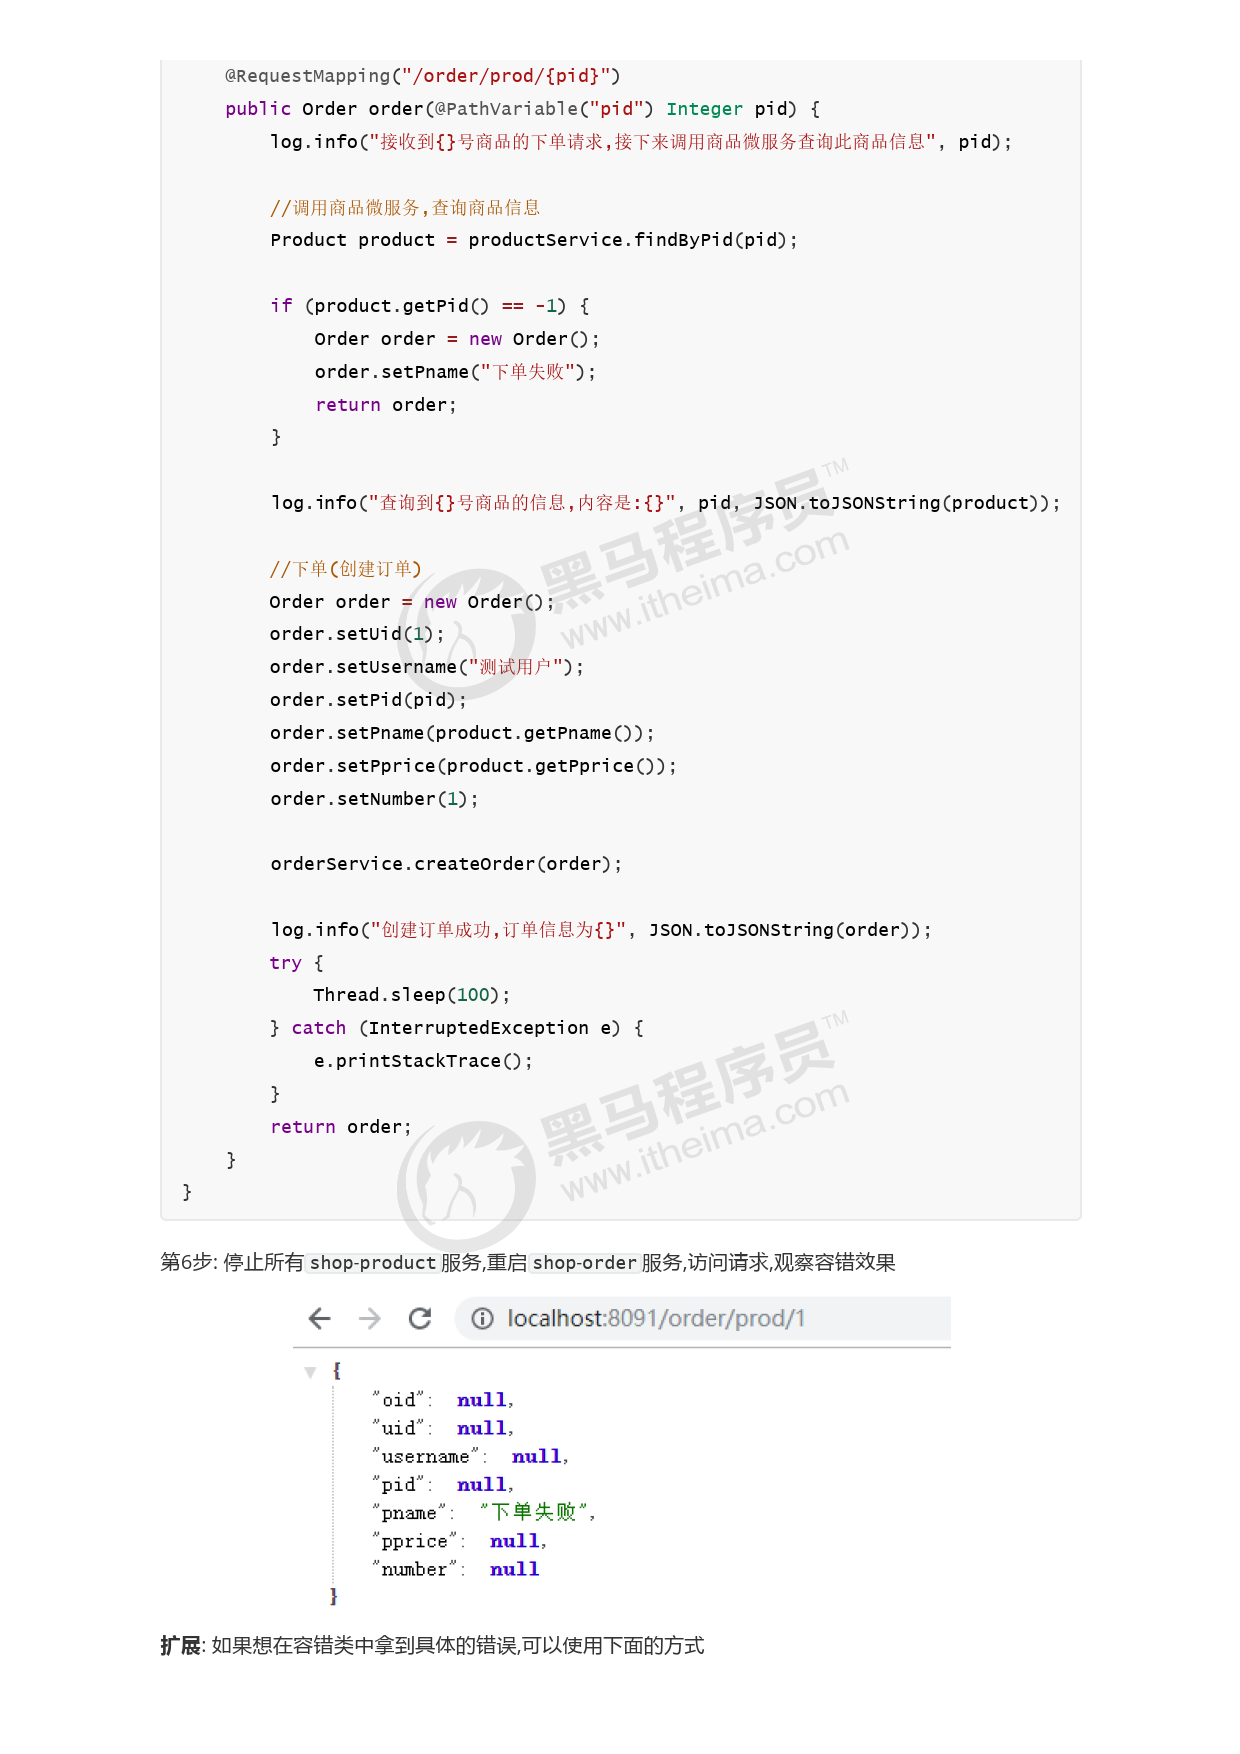 @RequestMapping("/order/prod/{pid}")
public Order order(@PathVariable("pid") Integer pid) {
log.info("接收到{}号商品的下单请求,接下来调用商品微服务查询此商品信息", pid);
//调用商品微服务,查询商品信息
Product product = productService.findByPid(pid);
if (product.getPid() == -1) {
Order order = new Order();
order.setPname("下单失败");
return order;
}
log.info("查询到{}号商品的信息,内容是:{}", pid, JSON.toJSONString(product));
//下单(创建订单)
Order order = new Order();
order.setUid(1);
order.setUsername("测试用户");
order.setPid(pid);
order.setPname(product.getPname());
order.setPprice(product.getPprice());
order.setNumber(1);
orderService.createOrder(order);
log.info("创建订单成功,订单信息为{}", JSON.toJSONString(order));
try {
Thread.sleep(100);
} catch (InterruptedException e) {
e.printStackTrace();
}
return order;
}
}
黑马程序员™
www.itheima.com
黑马程序员™
www.itheima.com
第6步: 停止所有 shop-product 服务,重启 shop-order 服务,访问请求,观察容错效果
localhost:8091/order/prod/1
{
"oid": null,
"uid": null,
"username": null,
"pid": null,
"pname": "下单失败",
"pprice": null,
"number": null
}
扩展: 如果想在容错类中拿到具体的错误,可以使用下面的方式